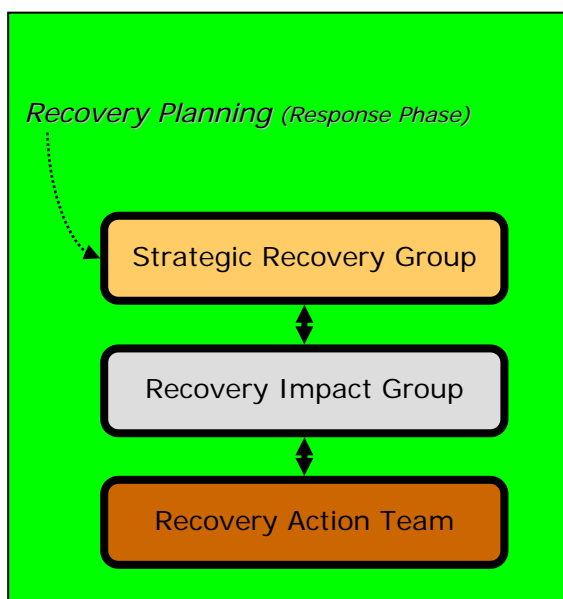 Recovery Planning (Response Phase)
Strategic Recovery Group
Recovery Impact Group
Recovery Action Team